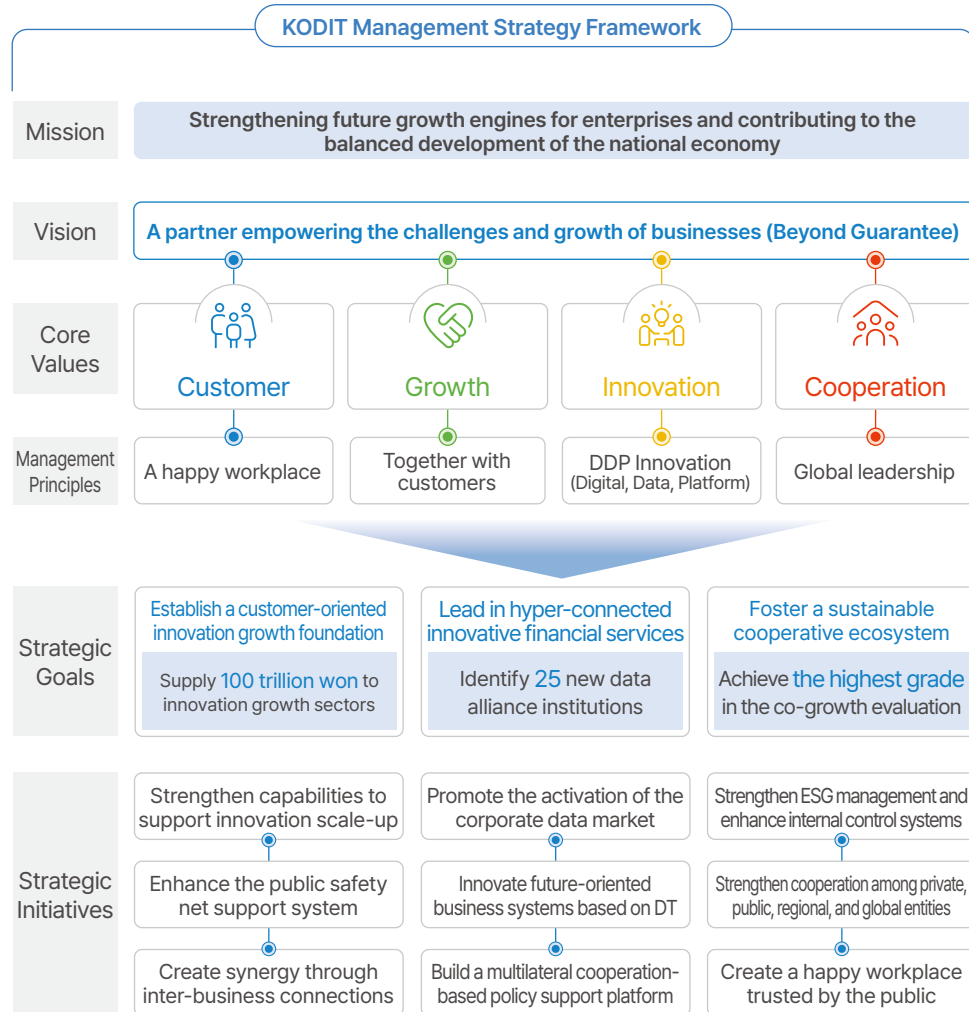 KODIT Management Strategy Framework
Mission
Strengthening future growth engines for enterprises and contributing to the
balanced development of the national economy
Vision
A partner empowering the challenges and growth of businesses (Beyond Guarantee)
Core
Values
Customer
Growth
Innovation
Cooperation
Management
Principles
A happy workplace
Together with
customers
DDP Innovation
(Digital, Data, Platform)
Global leadership
Strategic
Goals
Establish a customer-oriented
innovation growth foundation
Supply 100 trillion won to
innovation growth sectors
Lead in hyper-connected
innovative financial services
Identify 25 new data
alliance institutions
Foster a sustainable
cooperative ecosystem
Achieve the highest grade
in the co-growth evaluation
Strategic
Initiatives
Strengthen capabilities to
support innovation scale-up
Promote the activation of the
corporate data market
Strengthen ESG management and
enhance internal control systems
Enhance the public safety
net support system
Innovate future-oriented
business systems based on DT
Strengthen cooperation among private,
public, regional, and global entities
Create synergy through
inter-business connections
Build a multilateral cooperation-
based policy support platform
Create a happy workplace
trusted by the public